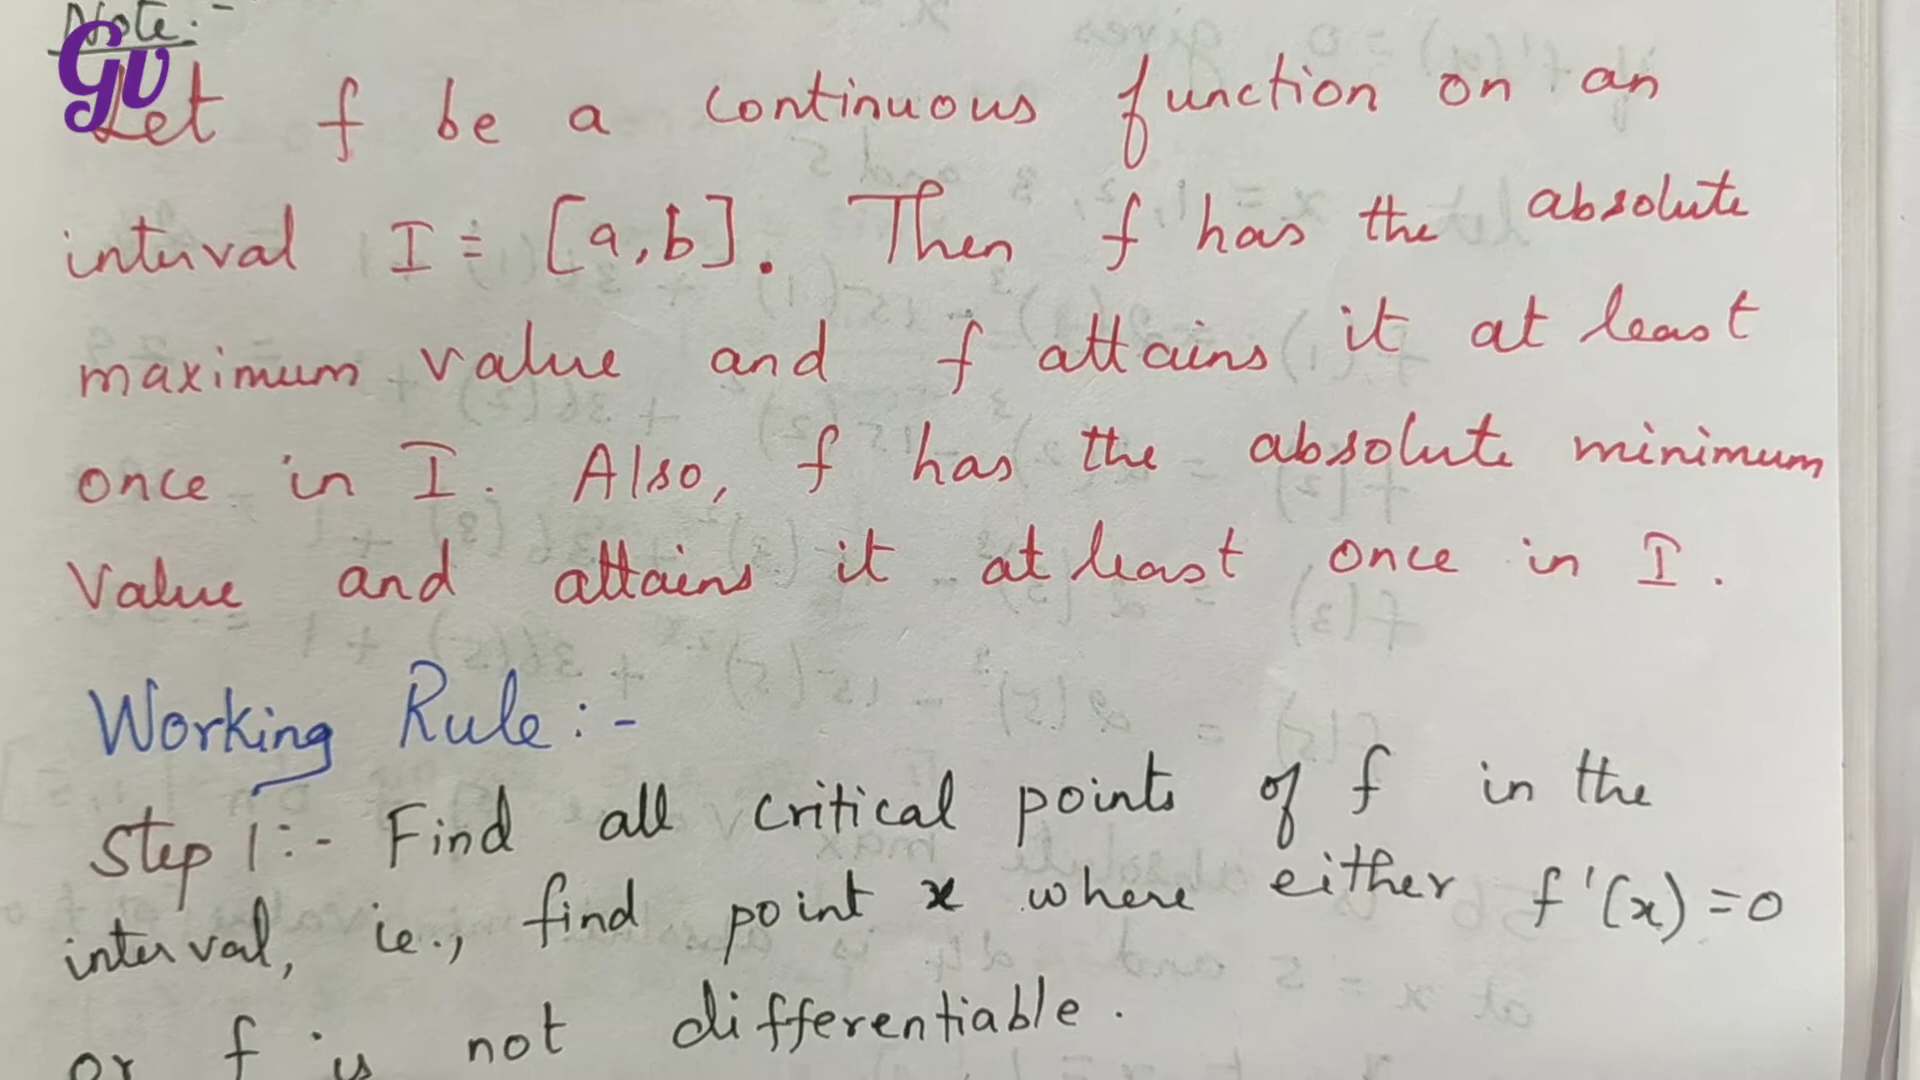 Note:-
GV
Let f be a continuous function on an
interval I = [a,b]. Then f has the absolute
maximum value and f attains it at least
once in I. Also, f has the absolute minimum
value and attains it at least once in I.
Working Rule:-
Step 1:- Find all critical points of f in the
interval, ie., find point x where either f'(x)=0
or f is not differentiable.